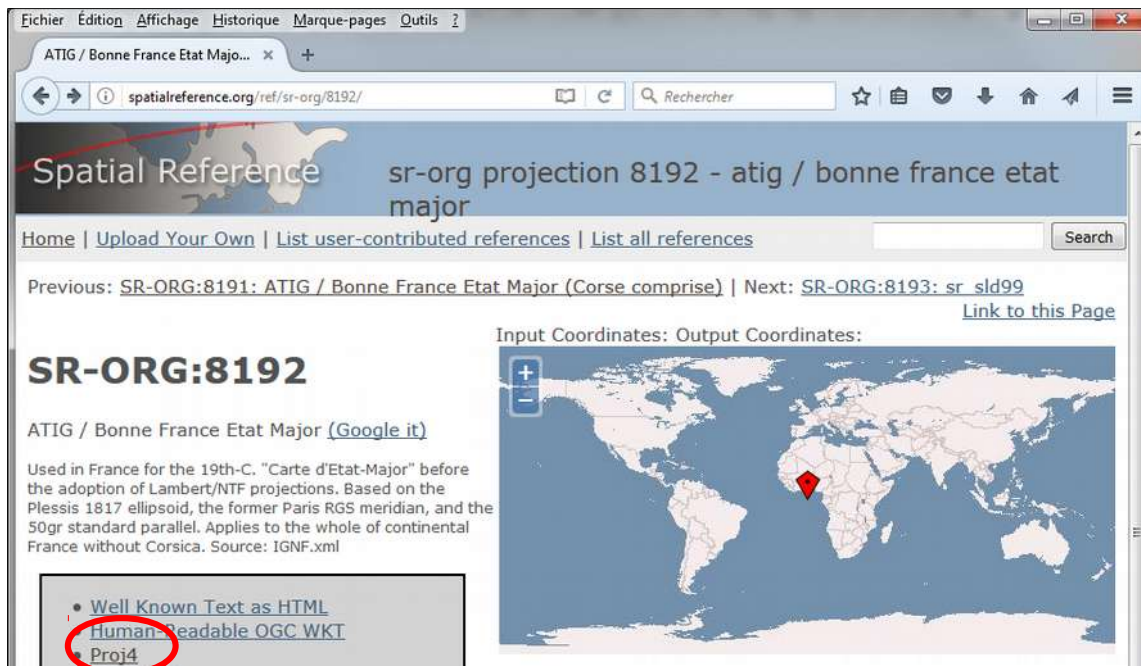 Fichier Édition Affichage Historique Marque-pages Outils ?
ATIG / Bonne France Etat Majo... × +
spatialreference.org/ref/sr-org/8192/ Rechercher
Spatial Reference
sr-org projection 8192 - atig / bonne france etat
major
Home | Upload Your Own | List user-contributed references | List all references Search
Previous: SR-ORG:8191: ATIG / Bonne France Etat Major (Corse comprise) | Next: SR-ORG:8193: sr_sld99
Link to this Page
Input Coordinates: Output Coordinates:
+
−
SR-ORG:8192
ATIG / Bonne France Etat Major (Google it)
Used in France for the 19th-C. "Carte d'Etat-Major" before
the adoption of Lambert/NTF projections. Based on the
Plessis 1817 ellipsoid, the former Paris RGS meridian, and the
50gr standard parallel. Applies to the whole of continental
France without Corsica. Source: IGNF.xml
• Well Known Text as HTML
• Human-Readable OGC WKT
• Proj4